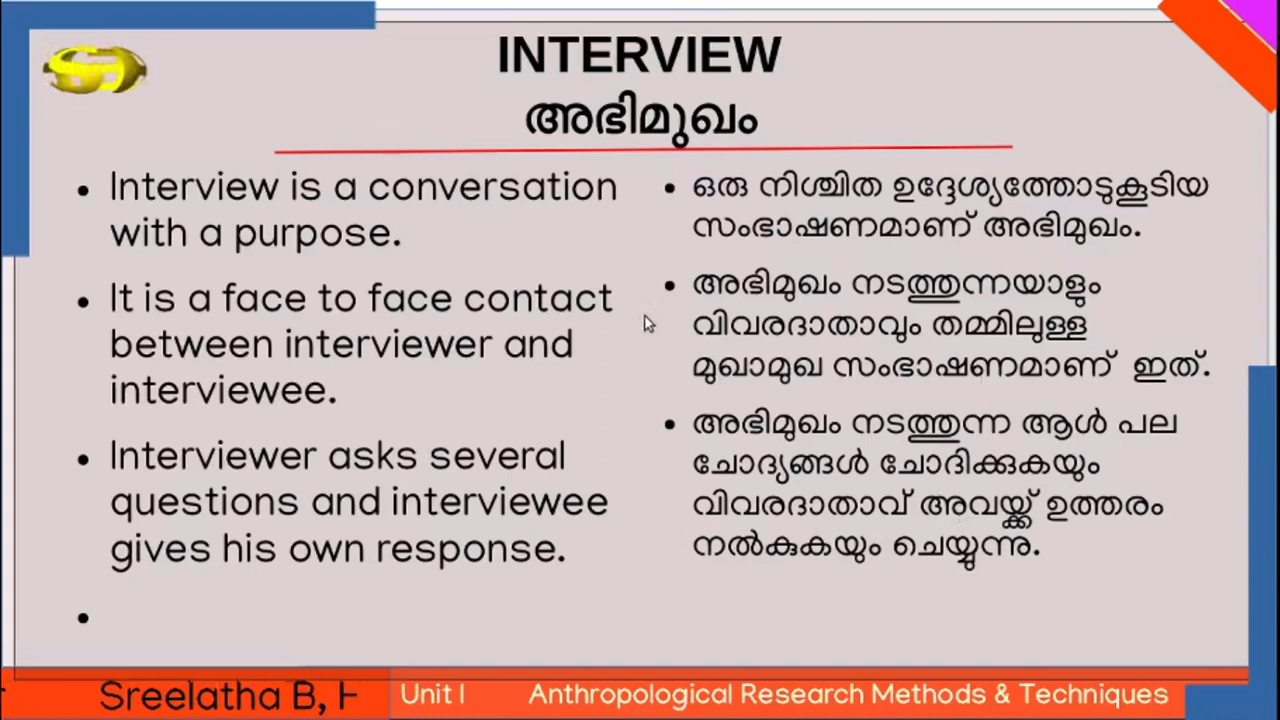 INTERVIEW
അഭിമുഖം
• Interview is a conversation
with a purpose.
• It is a face to face contact
between interviewer and
interviewee.
• Interviewer asks several
questions and interviewee
gives his own response.
•
• ഒരു നിശ്ചിത ഉദ്ദേശ്യത്തോടുകൂടിയ
സംഭാഷണമാണ് അഭിമുഖം.
• അഭിമുഖം നടത്തുന്നയാളും
വിവരദാതാവും തമ്മിലുള്ള
മുഖാമുഖ സംഭാഷണമാണ് ഇത്.
• അഭിമുഖം നടത്തുന്ന ആൾ പല
ചോദ്യങ്ങൾ ചോദിക്കുകയും
വിവരദാതാവ് അവയ്ക്ക് ഉത്തരം
നൽകുകയും ചെയ്യുന്നു.
Sreelatha B, Unit I Anthropological Research Methods & Techniques